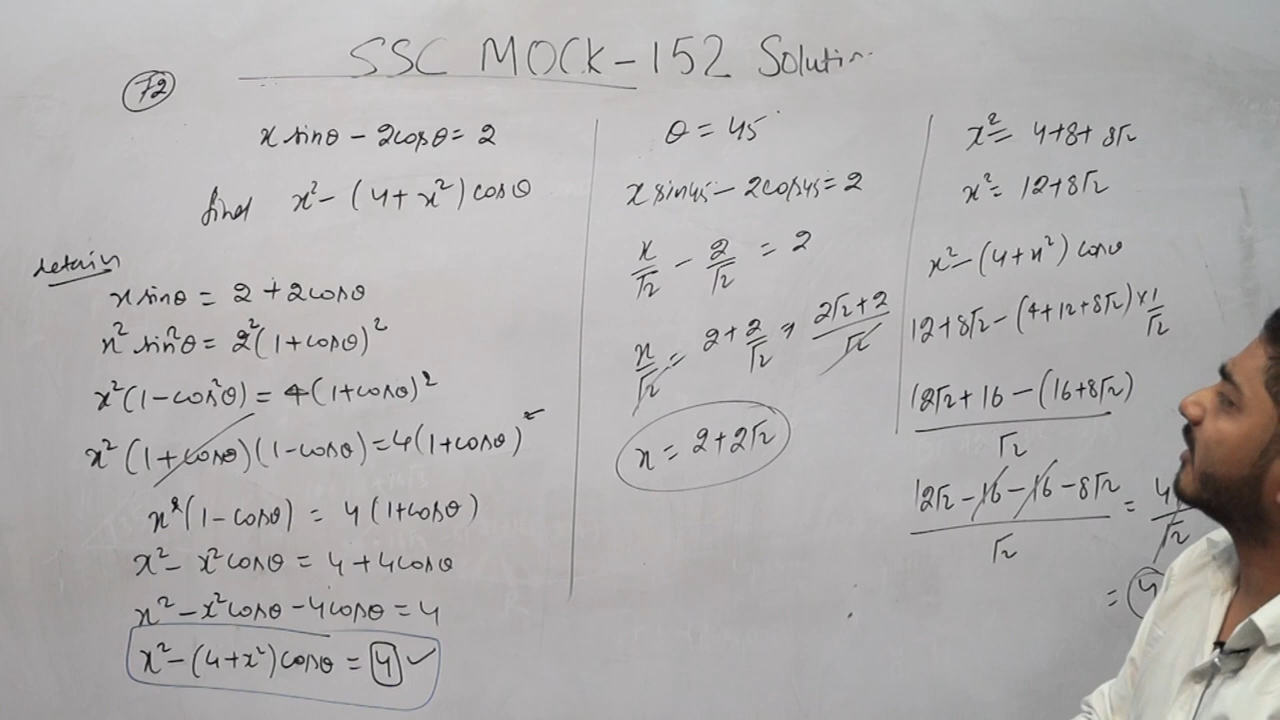 SSC MOCK-152 Solution
72
x sinθ - 2cosθ = 2
find x² - (4 + x²) cosθ
x sinθ = 2 + 2cosθ
x² sin²θ = 2²(1+cosθ)²
x²(1-cos²θ) = 4(1+cosθ)²
x² (1+cosθ)(1-cosθ) = 4(1+cosθ)²
x²(1-cosθ) = 4(1+cosθ)
x² - x²cosθ = 4+4cosθ
x² - x²cosθ - 4cosθ = 4
x² - (4+x²) cosθ = 4 ✓
θ = 45°
x sin45 - 2cos45 = 2
x/√2 - 2/√2 = 2
x/√2 = 2 + 2/√2 ⇒ (2√2+2)/√2
x = 2+2√2
x² = 4+8+8√2
x² = 12+8√2
x² - (4+x²) cosθ
12+8√2 - (4+12+8√2) × 1/√2
(12√2+16 - (16+8√2))/√2
(12√2 - 16 - 16 - 8√2)/√2 =
= 4